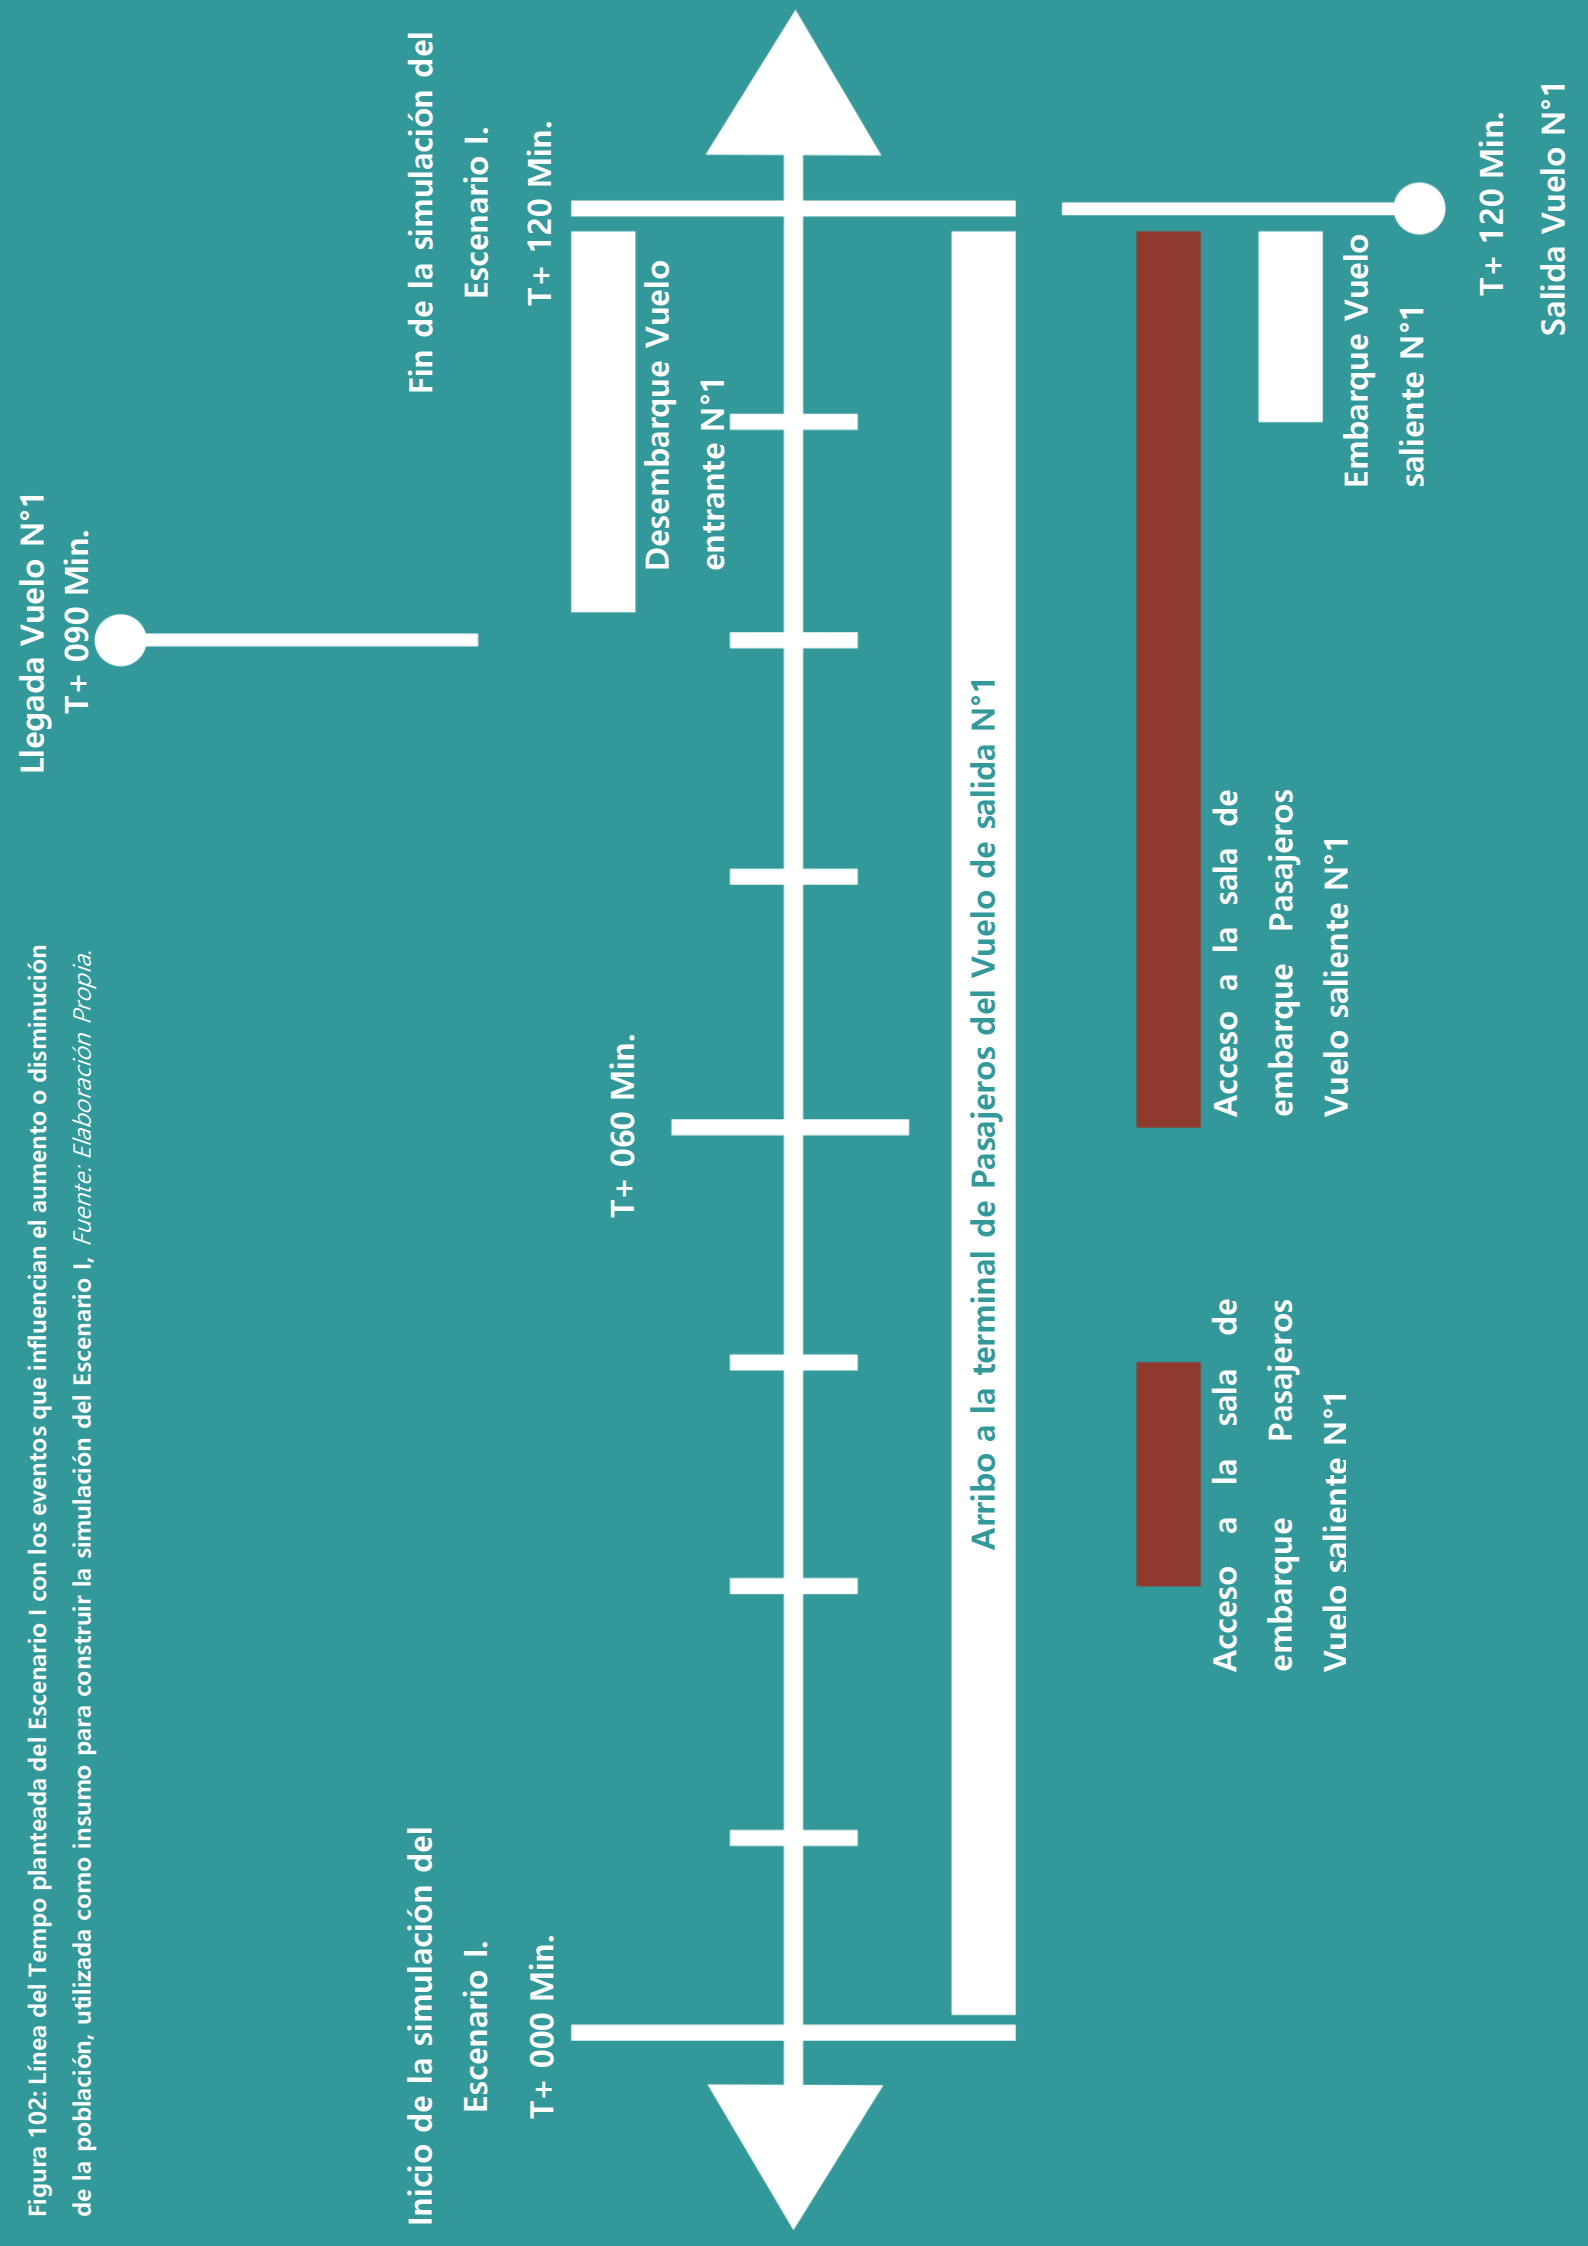 Figura 102: Línea del Tempo planteada del Escenario I con los eventos que influencian el aumento o disminución
de la población, utilizada como insumo para construir la simulación del Escenario I, Fuente: Elaboración Propia.
Llegada Vuelo N°1
T+ 090 Min.
Inicio de la simulación del
Escenario I.
T+ 000 Min.
Fin de la simulación del
Escenario I.
T+ 120 Min.
T+ 060 Min.
Desembarque Vuelo
entrante N°1
Arribo a la terminal de Pasajeros del Vuelo de salida N°1
Acceso a la sala de
embarque Pasajeros
Vuelo saliente N°1
Acceso a la sala de
embarque Pasajeros
Vuelo saliente N°1
Embarque Vuelo
saliente N°1
T+ 120 Min.
Salida Vuelo N°1